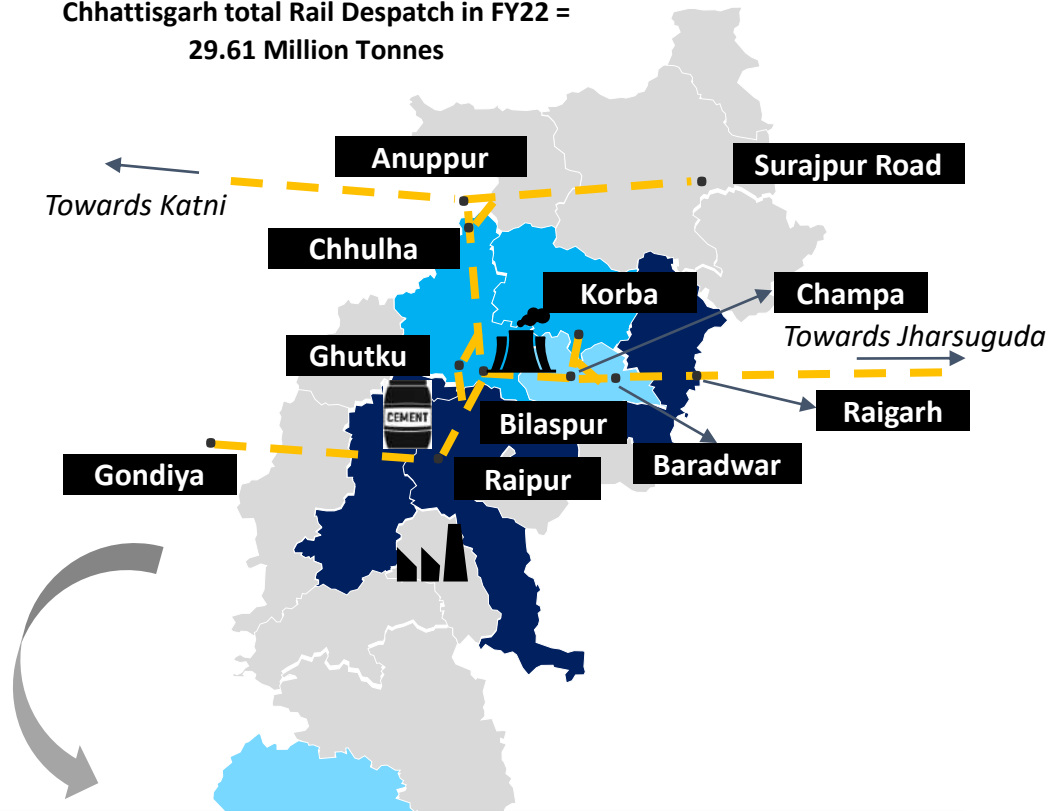 Chhattisgarh total Rail Despatch in FY22 =
29.61 Million Tonnes
Anuppur
Surajpur Road
Towards Katni
Chhulha
Korba
Champa
Towards Jharsuguda
Ghutku
Raigarh
Bilaspur
CEMENT
Baradwar
Gondiya
Raipur